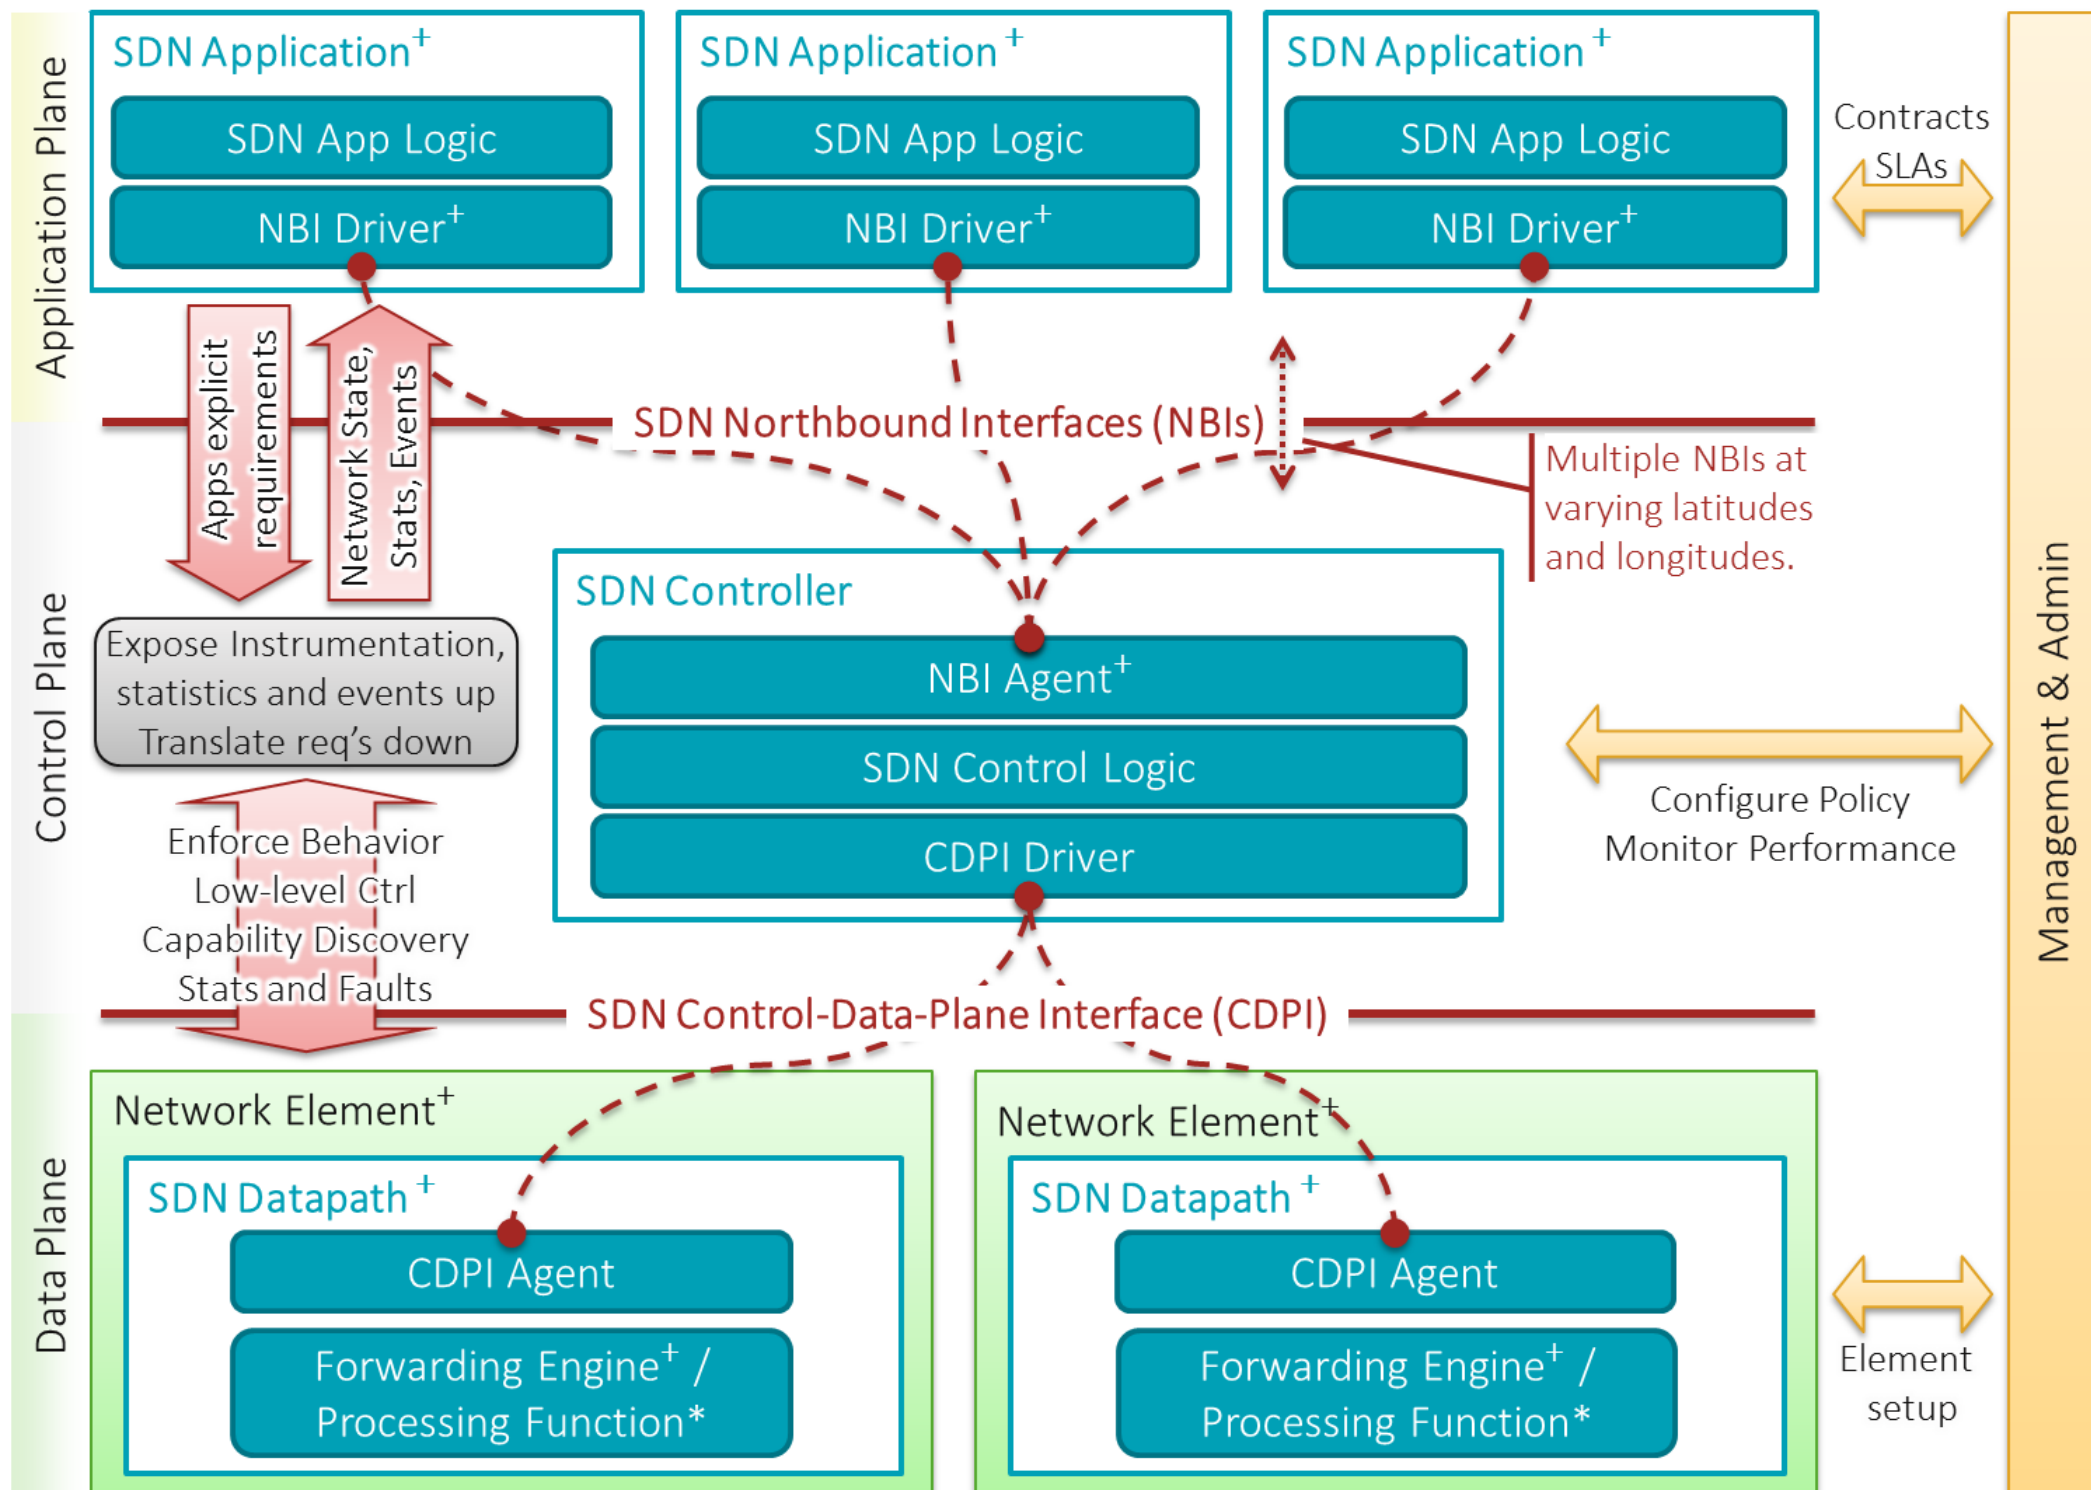 Application Plane
SDN Application+
SDN App Logic
NBI Driver+
SDN Application+
SDN App Logic
NBI Driver+
SDN Application+
SDN App Logic
NBI Driver+
Contracts
SLAs
Apps explicit
requirements
Network State,
Stats, Events
SDN Northbound Interfaces (NBIs)
Multiple NBIs at
varying latitudes
and longitudes.
Control Plane
Expose Instrumentation,
statistics and events up
Translate req's down
SDN Controller
NBI Agent+
SDN Control Logic
CDPI Driver
Configure Policy
Monitor Performance
Management & Admin
Enforce Behavior
Low-level Ctrl
Capability Discovery
Stats and Faults
SDN Control-Data-Plane Interface (CDPI)
Data Plane
Network Element+
SDN Datapath+
CDPI Agent
Forwarding Engine+ /
Processing Function*
Network Element+
SDN Datapath+
CDPI Agent
Forwarding Engine+ /
Processing Function*
Element
setup